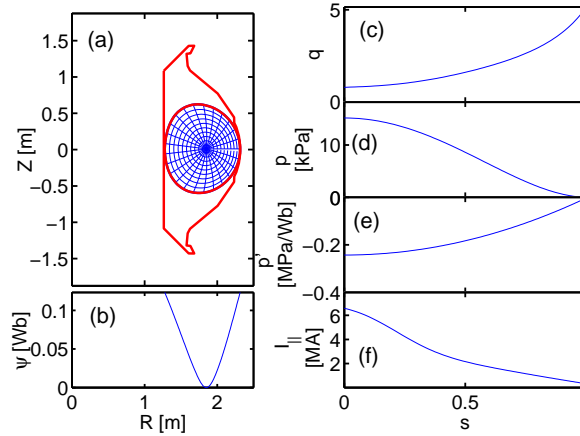 (a)
Z [m]
1.5
1
0.5
0
−0.5
−1
−1.5
(b)
ψ [Wb]
0.1
0.05
0
0
1
2
R [m]
(c)
q
5
0
(d)
p
[kPa]
10
0
(e)
p'
[MPa/Wb]
−0.2
−0.4
(f)
I||
[MA]
6
4
2
0
0.5
s